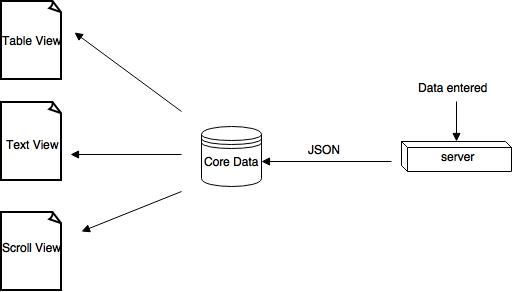 Table View
Data entered
Text View
JSON
Core Data
server
Scroll View